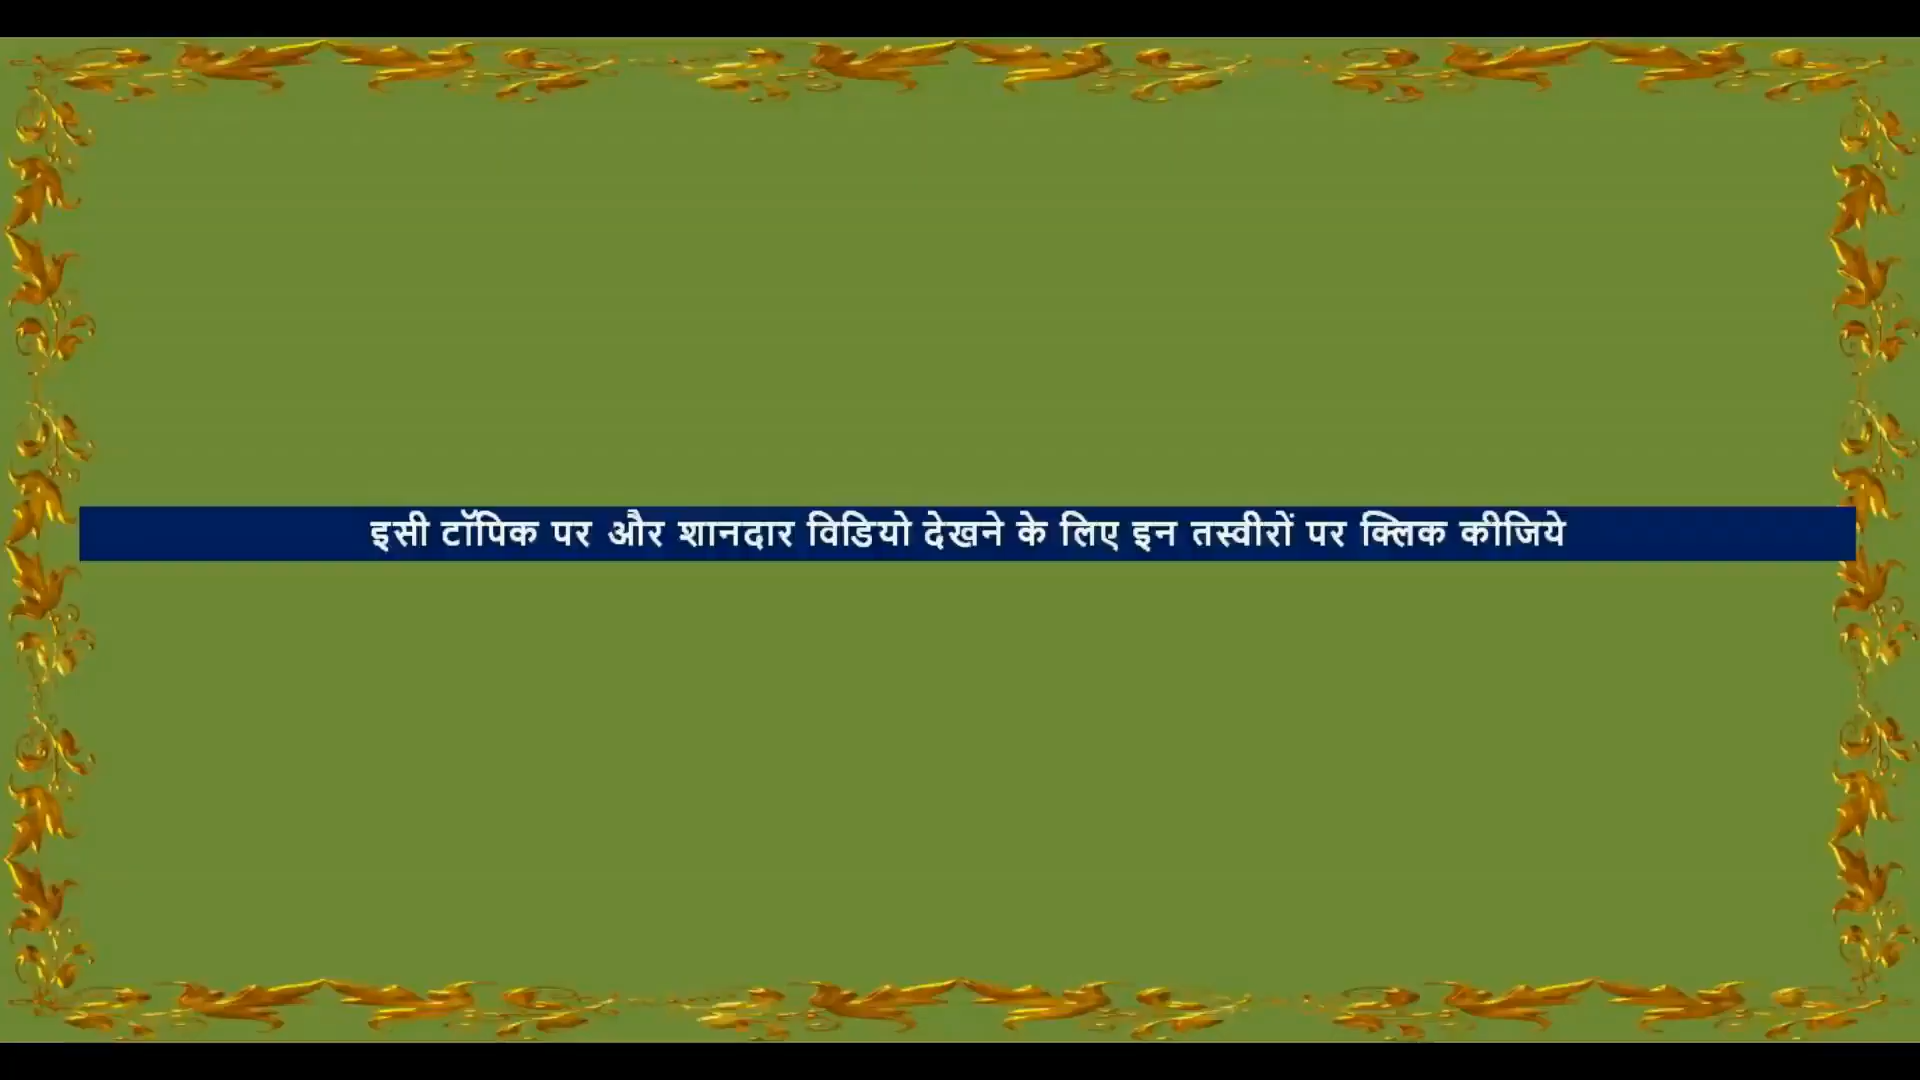 इसी टॉपिक पर और शानदार विडियो देखने के लिए इन तस्वीरों पर क्लिक कीजिये